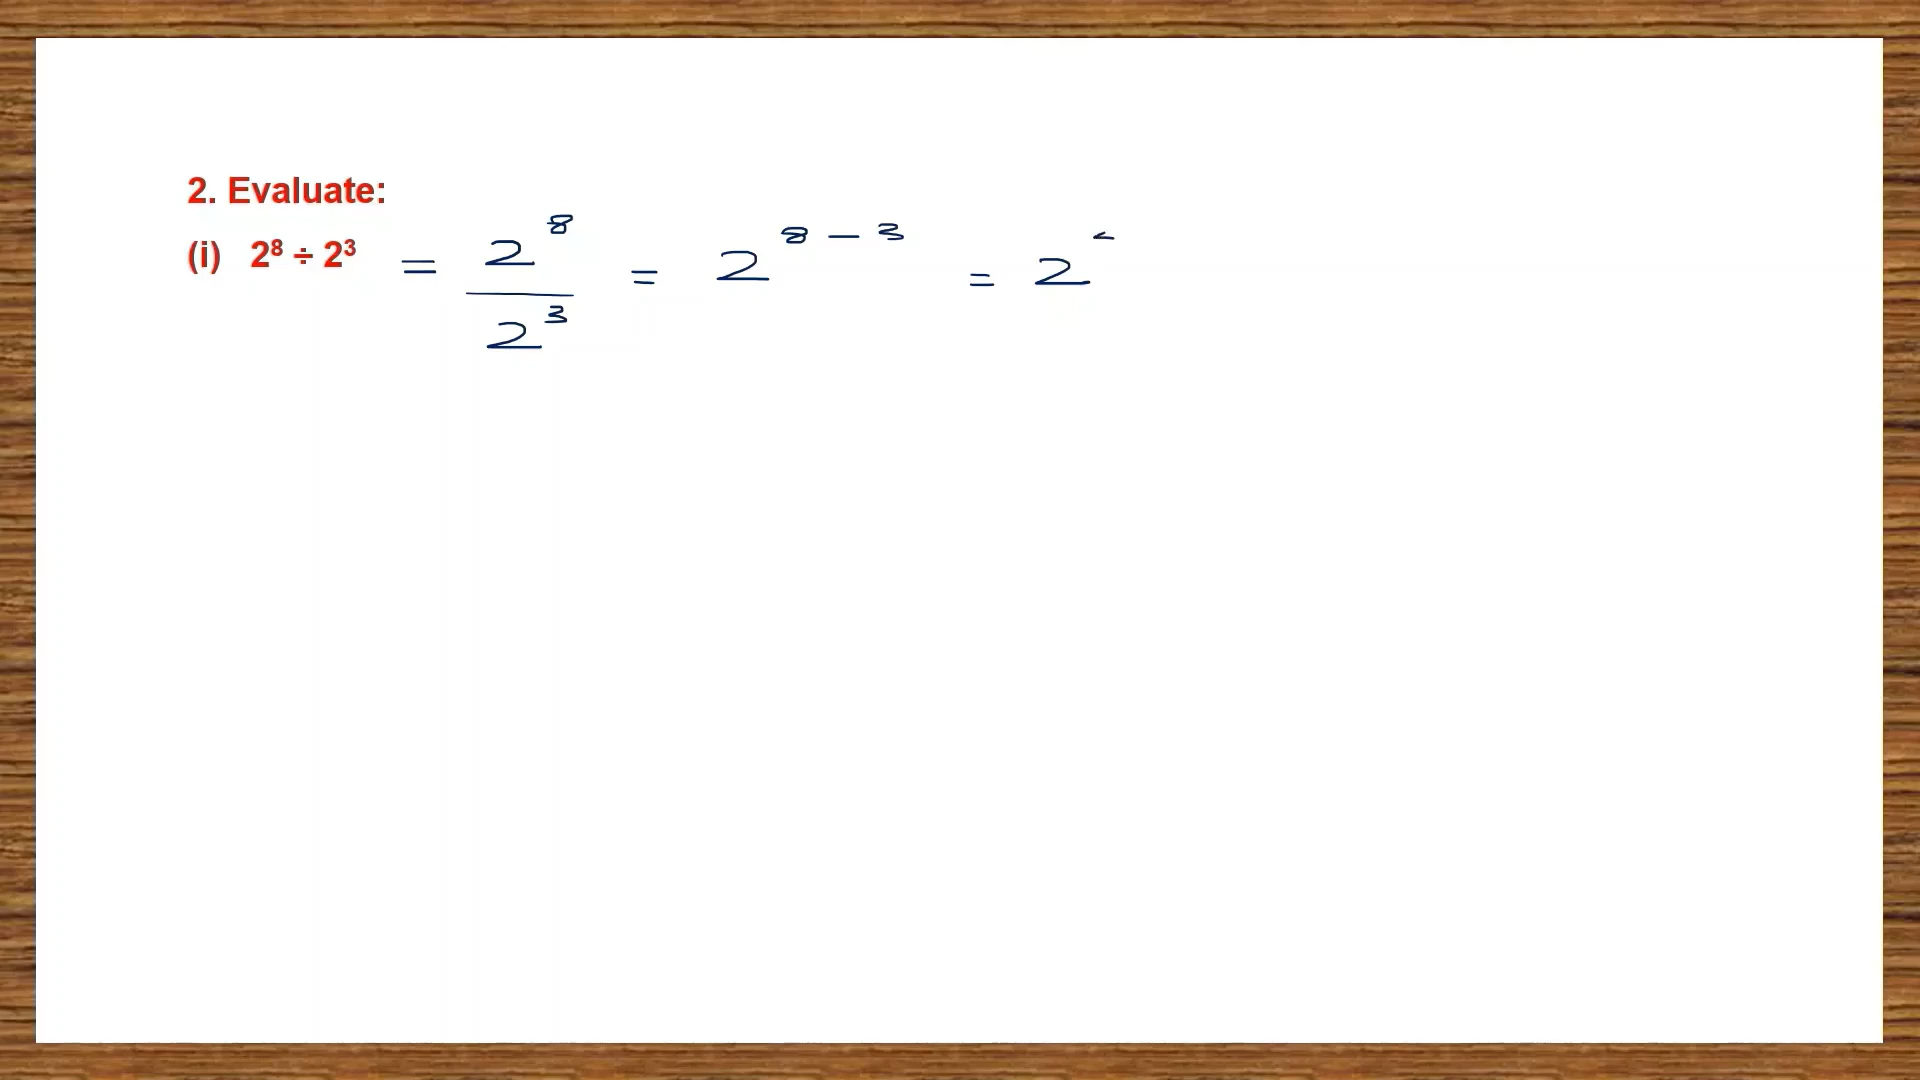 2. Evaluate:
(i) 2⁸ ÷ 2³ = 2⁸/2³ = 2⁸⁻³ = 2